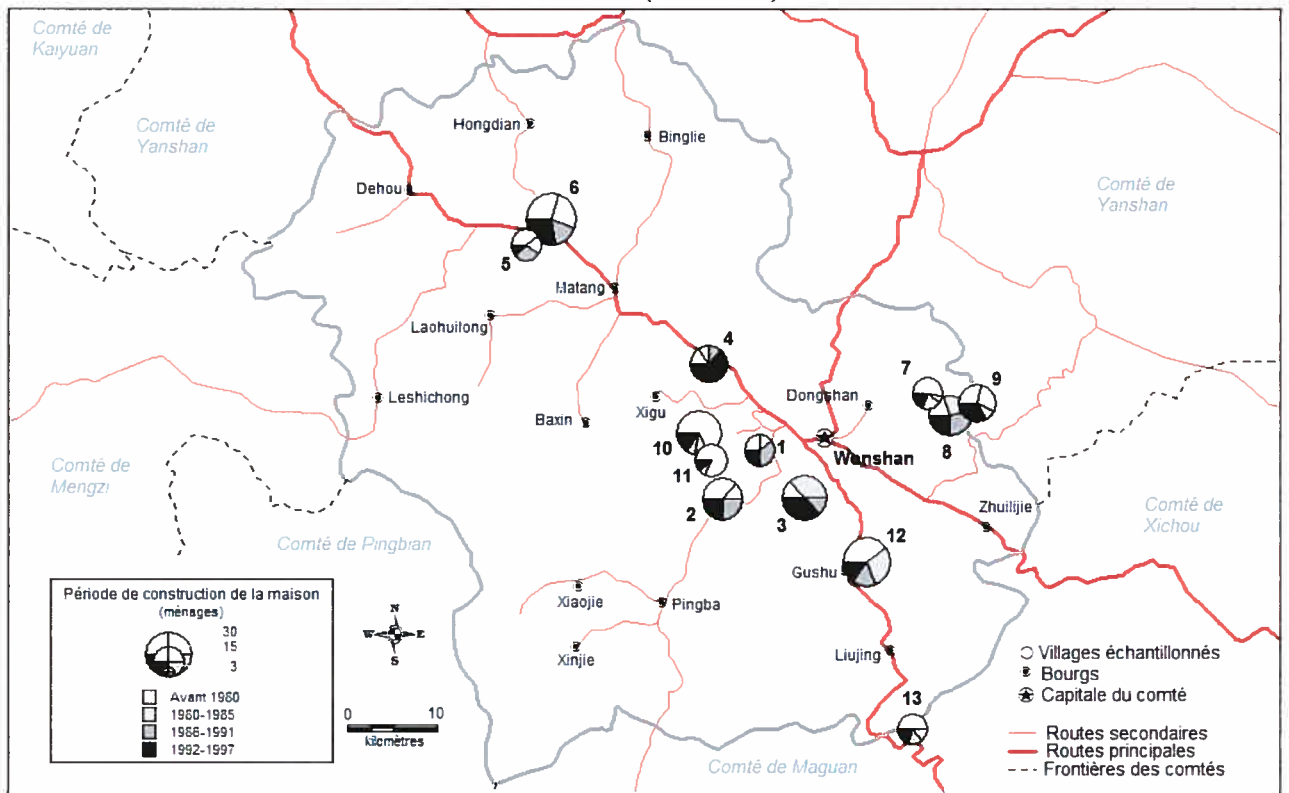 Comté de
Kaiyuan
Comté de
Yanshan
Hongdian
Binglie
Dehou
Comté de
Yanshan
6
5
Matang
Laohuilong
4
Leshichong
Baxin
Xigu
Dongshan
7
9
8
10
11
1
Wenshan
2
3
Comté de
Mengzi
Zhuilijie
Comté de
Xichou
Comté de Pingbian
12
Gushu
Xiaojie
Pingba
Xinjie
Liujing
13
Comté de Maguan
Période de construction de la maison
(ménages)
30
15
3
Avant 1980
1980-1985
1986-1991
1992-1997
N
W E
S
0 10
kilomètres
Villages échantillonnés
Bourgs
Capitale du comté
Routes secondaires
Routes principales
Frontières des comtés